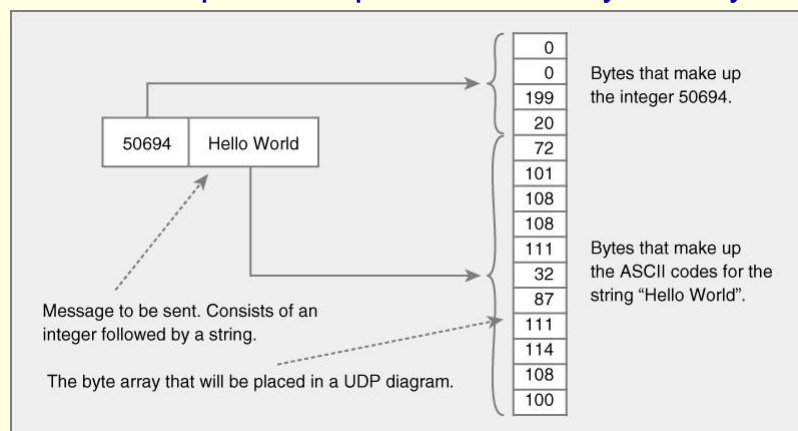 0
0
199
20
72
101
108
108
111
32
87
111
114
108
100
Bytes that make up
the integer 50694.
50694 Hello World
Bytes that make up
the ASCII codes for the
string “Hello World”.
Message to be sent. Consists of an
integer followed by a string.
The byte array that will be placed in a UDP diagram.